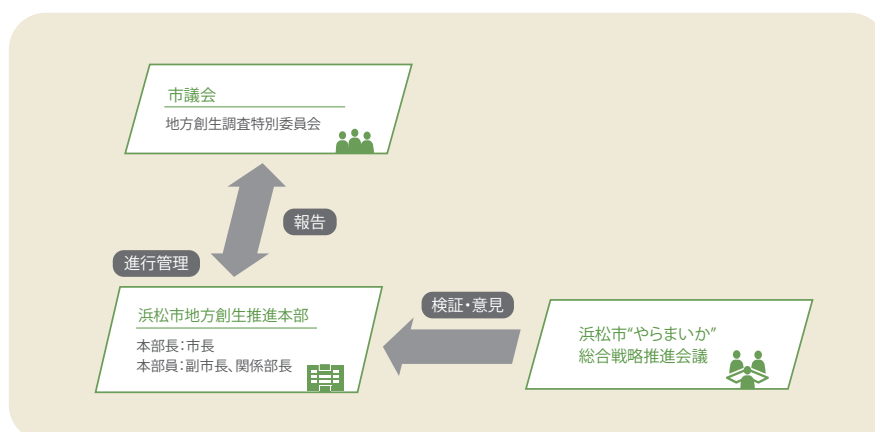 市議会
地方創生調査特別委員会
報告
進行管理
浜松市地方創生推進本部
本部長:市長
本部員:副市長、関係部長
検証・意見
浜松市“やらまいか”
総合戦略推進会議